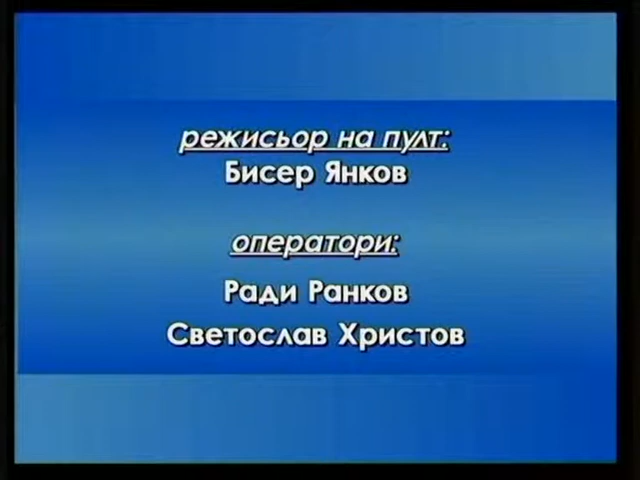 режисьор на пулт:
Бисер Янков
оператори:
Ради Ранков
Светослав Христов